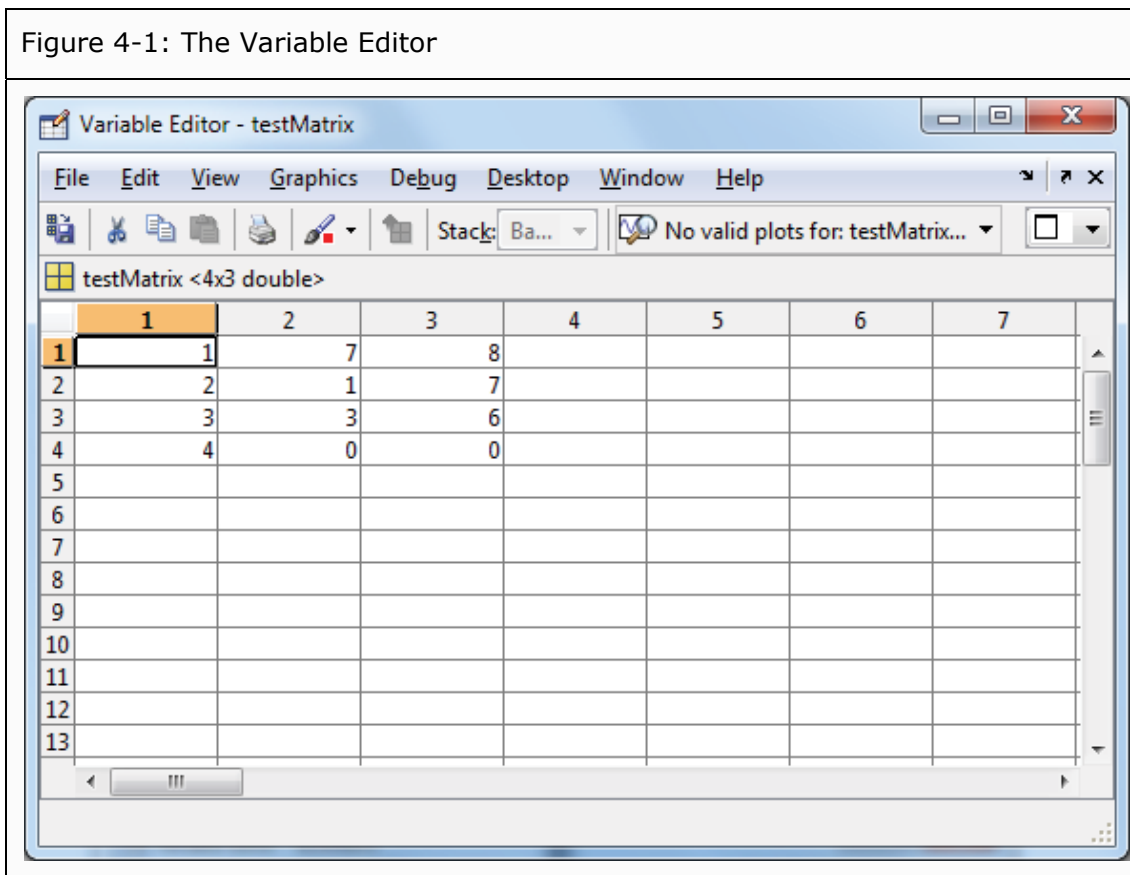 Figure 4-1: The Variable Editor
Variable Editor - testMatrix
File Edit View Graphics Debug Desktop Window Help
Stack: Ba... No valid plots for: testMatrix...
testMatrix <4x3 double>
1 2 3 4 5 6 7
1 1 7 8
2 2 1 7
3 3 3 6
4 4 0 0
5
6
7
8
9
10
11
12
13